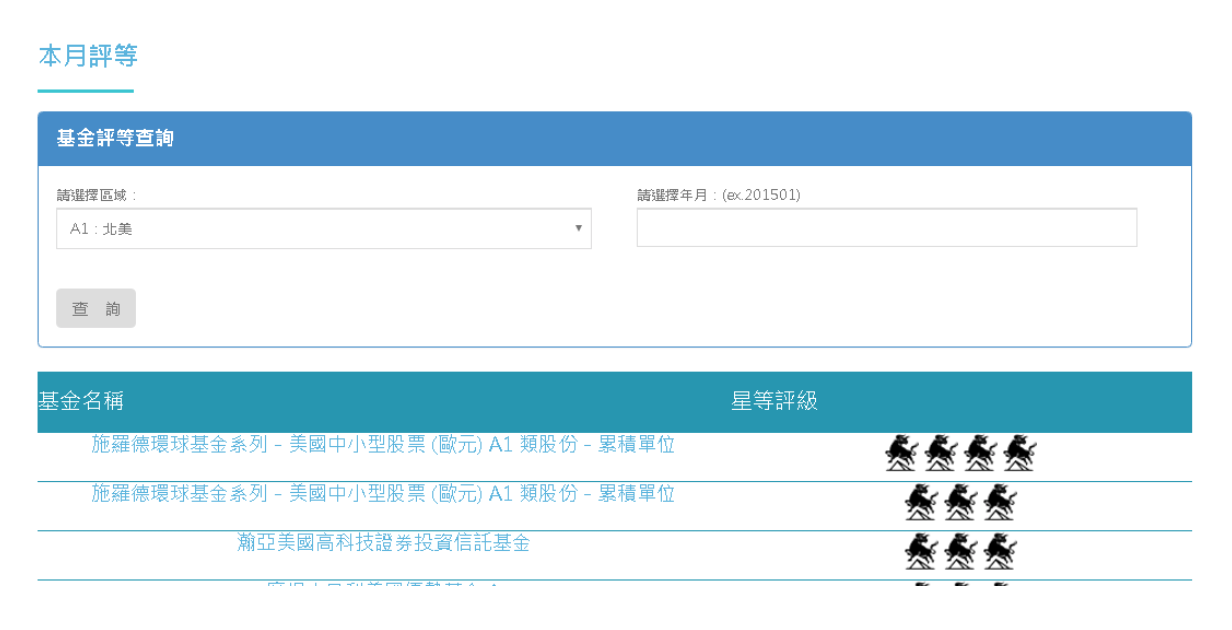 本月評等
基金評等查詢
請選擇區域 :
請選擇年月 : (ex.201501)
A1 : 北美
查 詢
基金名稱 星等評級
施羅德環球基金系列 - 美國中小型股票 (歐元) A1 類股份 - 累積單位
施羅德環球基金系列 - 美國中小型股票 (歐元) A1 類股份 - 累積單位
瀚亞美國高科技證券投資信託基金